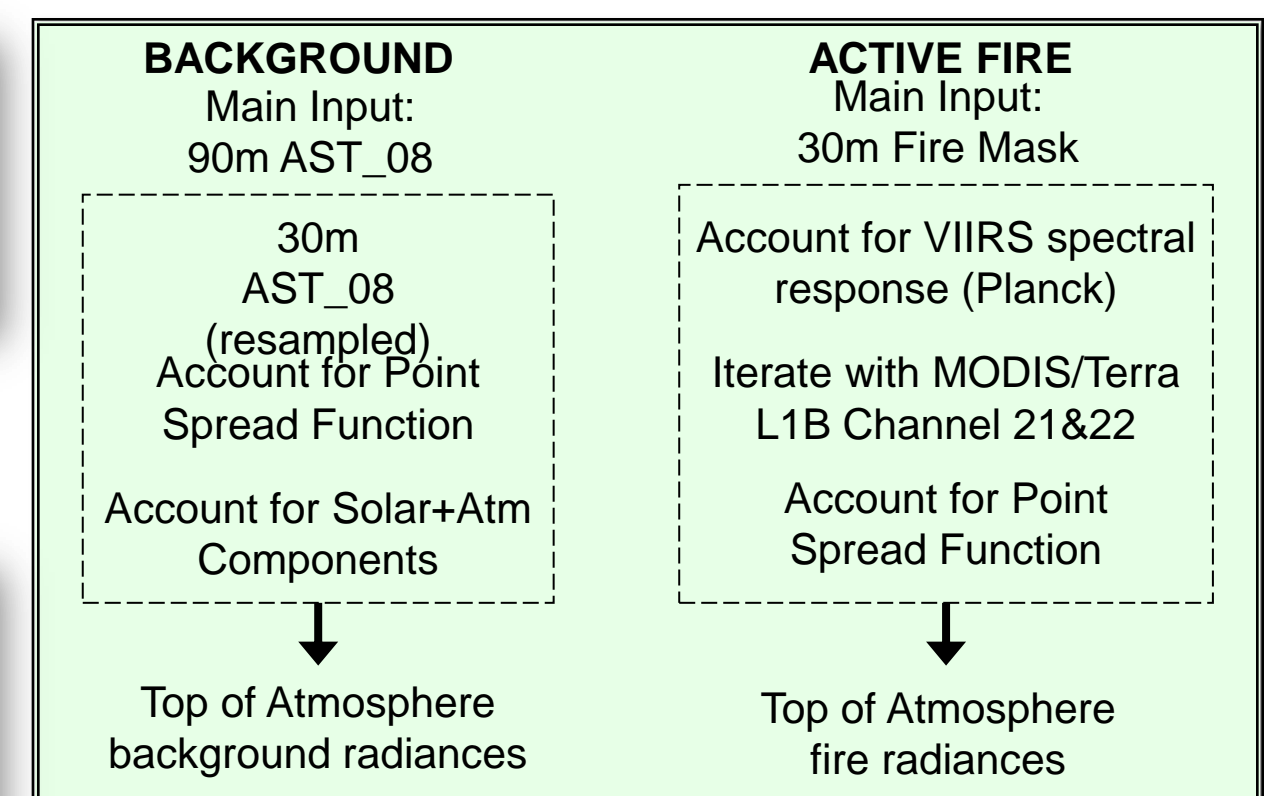 BACKGROUND
Main Input:
90m AST_08
30m
AST_08
(resampled)
Account for Point
Spread Function
Account for Solar+Atm
Components
Top of Atmosphere
background radiances
ACTIVE FIRE
Main Input:
30m Fire Mask
Account for VIIRS spectral
response (Planck)
Iterate with MODIS/Terra
L1B Channel 21&22
Account for Point
Spread Function
Top of Atmosphere
fire radiances